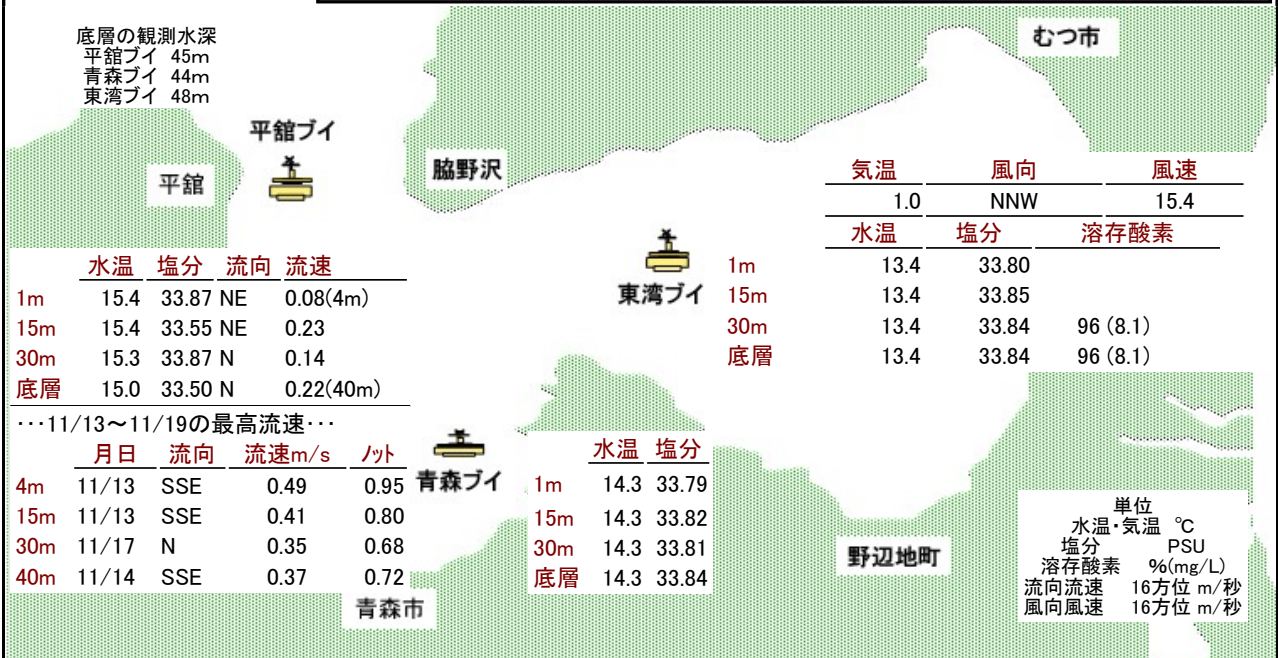 底層の観測水深
平舘ブイ 45m
青森ブイ 44m
東湾ブイ 48m
むつ市
平舘ブイ
平舘
脇野沢
気温 風向 風速
1.0 NNW 15.4
水温 塩分 溶存酸素
1m 13.4 33.80
15m 13.4 33.85
30m 13.4 33.84 96 (8.1)
底層 13.4 33.84 96 (8.1)
東湾ブイ
水温 塩分 流向 流速
1m 15.4 33.87 NE 0.08(4m)
15m 15.4 33.55 NE 0.23
30m 15.3 33.87 N 0.14
底層 15.0 33.50 N 0.22(40m)
･･･11/13～11/19の最高流速･･･
月日 流向 流速m/s ﾉｯﾄ
4m 11/13 SSE 0.49 0.95
15m 11/13 SSE 0.41 0.80
30m 11/17 N 0.35 0.68
40m 11/14 SSE 0.37 0.72
青森ブイ
水温 塩分
1m 14.3 33.79
15m 14.3 33.82
30m 14.3 33.81
底層 14.3 33.84
青森市
野辺地町
単位
水温･気温 ℃
塩分 PSU
溶存酸素 %(mg/L)
流向流速 16方位 m/秒
風向風速 16方位 m/秒